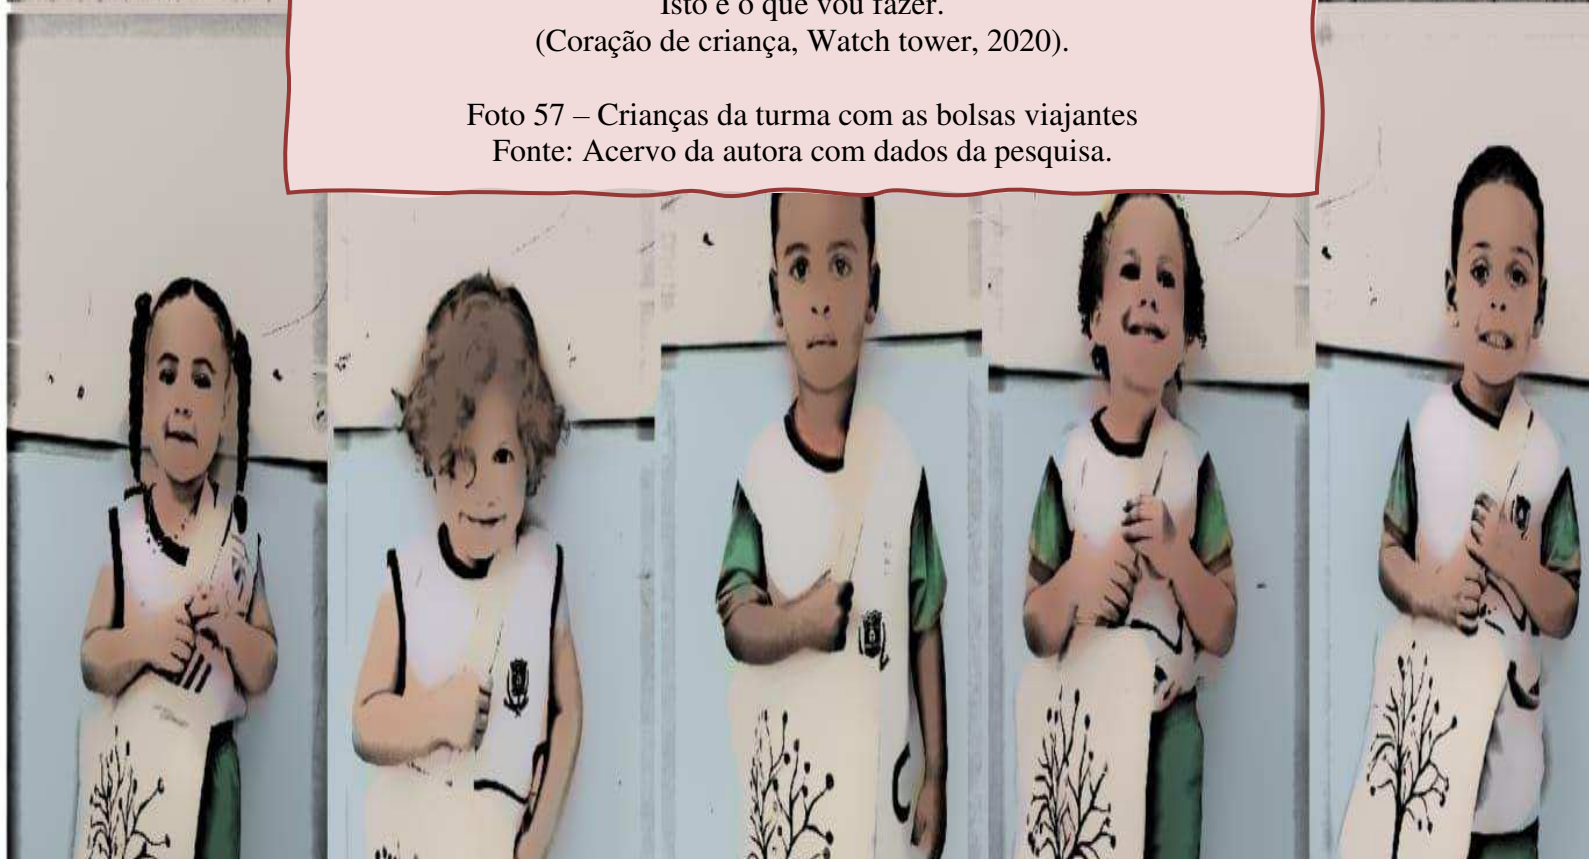 Isto é o que vou fazer.
(Coração de criança, Watch tower, 2020).
Foto 57 – Crianças da turma com as bolsas viajantes
Fonte: Acervo da autora com dados da pesquisa.